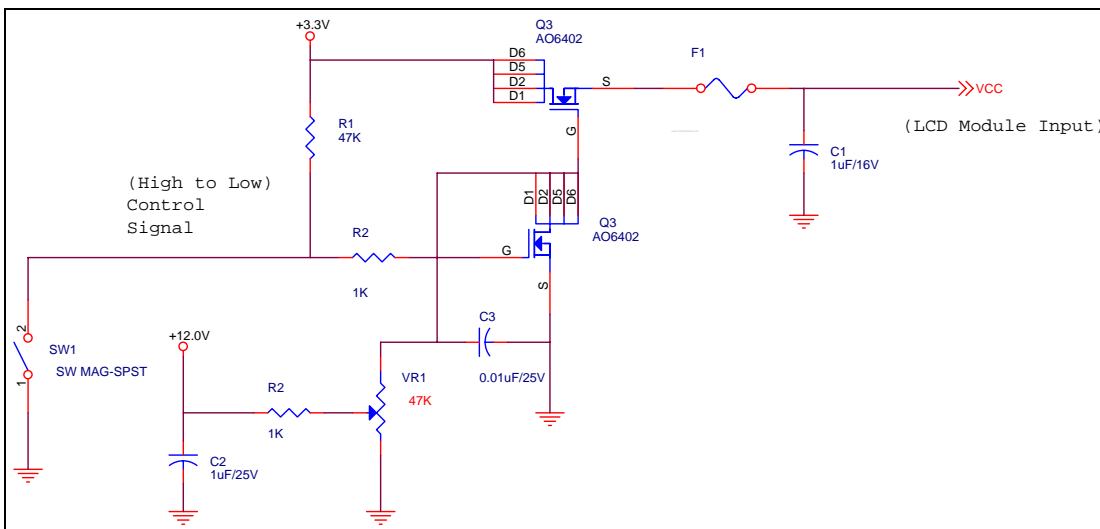 +3.3V
Q3
AO6402
D6
D5
D2
D1
S
G
F1
VCC
(LCD Module Input)
C1
1uF/16V
R1
47K
(High to Low)
Control
Signal
D1
D2
D5
D6
Q3
AO6402
R2
1K
G
S
2
1
SW1
SW MAG-SPST
+12.0V
C3
0.01uF/25V
R2
1K
VR1
47K
C2
1uF/25V